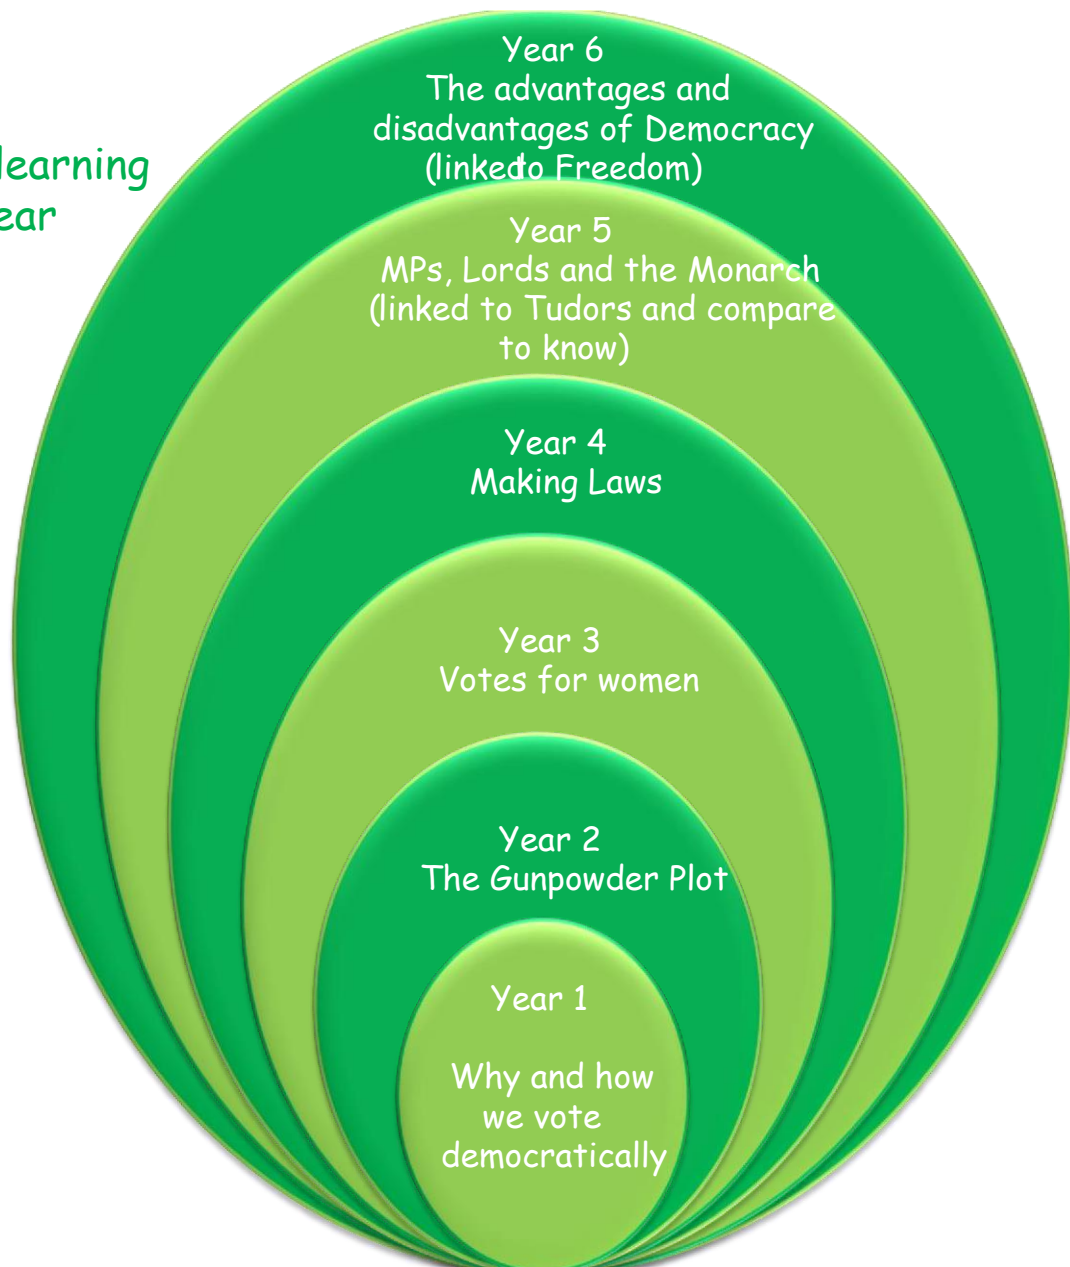 Year 6
The advantages and
disadvantages of Democracy
(linked to Freedom)
learning
ear
Year 5
MPs, Lords and the Monarch
(linked to Tudors and compare
to know)
Year 4
Making Laws
Year 3
Votes for women
Year 2
The Gunpowder Plot
Year 1
Why and how
we vote
democratically